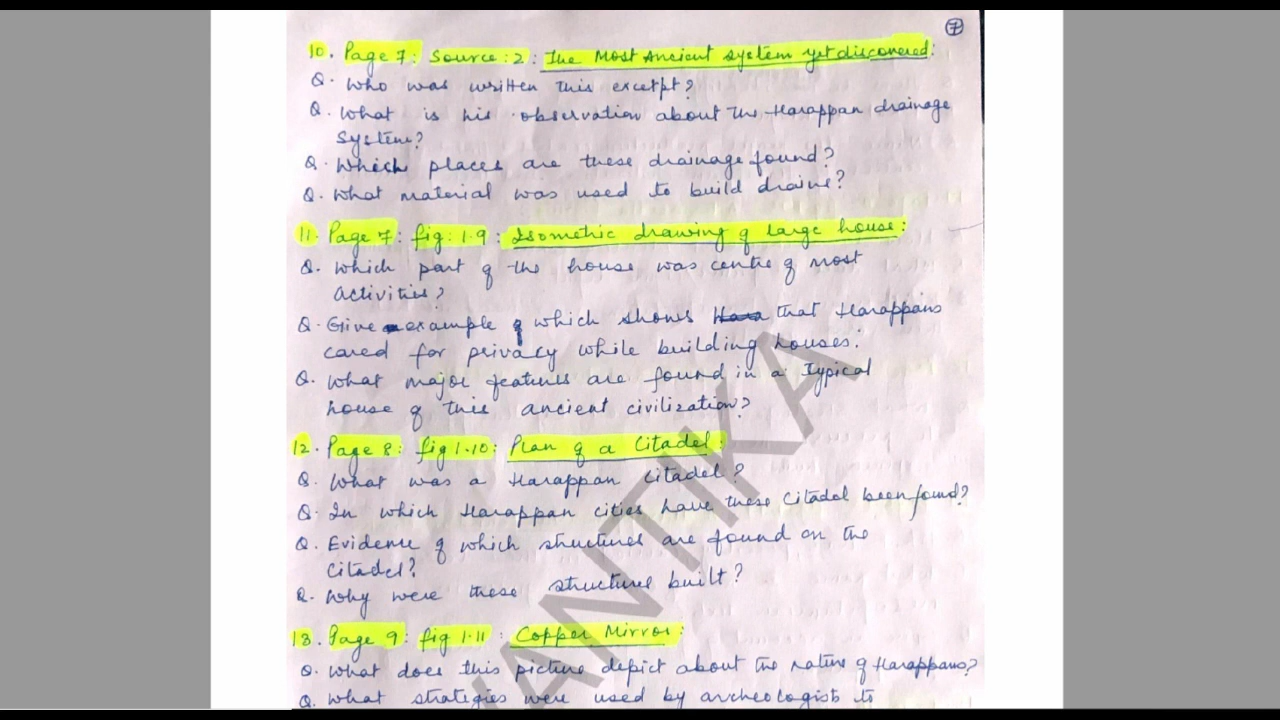 7
10. Page 7: Source: 2: The Most Ancient System yet discovered:
Q. Who was written this excetpt?
Q. What is his observation about the Harappan drainage
System?
Q. Which places are these drainage found?
Q. What material was used to build drains?
11. Page 7: fig: 1.9: Isometric drawing of large house:
Q. Which part of the house was centre of most
activities?
Q. Give example of which shows Hara that Harappans
cared for privacy while building houses.
Q. What major features are found in a typical
house of this ancient civilization?
12. Page 8: fig 1.10: Plan of a Citadel:
Q. What was a Harappan Citadel?
Q. In which Harappan cities have these Citadel been found?
Q. Evidence of which structures are found on the
Citadel?
Q. Why were these structure built?
13. Page 9: fig 1.11: Copper Mirror:
Q. What does this picture depict about the nature of Harappans?
Q. What strategies were used by archeologist to
ANTIKA